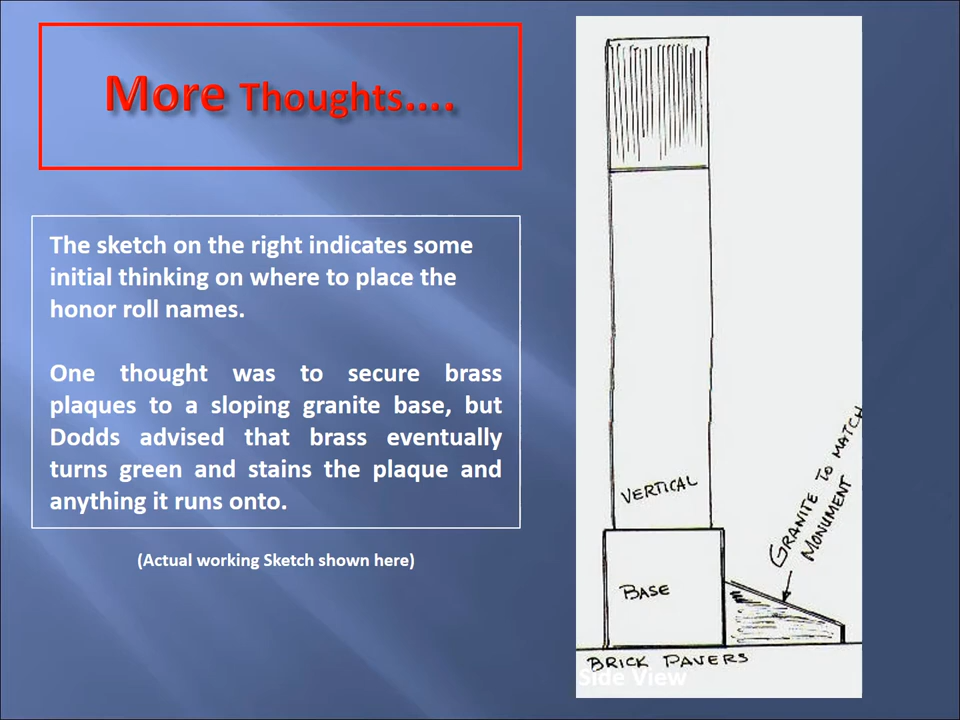 More Thoughts....
The sketch on the right indicates some
initial thinking on where to place the
honor roll names.
One thought was to secure brass
plaques to a sloping granite base, but
Dodds advised that brass eventually
turns green and stains the plaque and
anything it runs onto.
(Actual working Sketch shown here)
VERTICAL
GRANITE TO MATCH
MONUMENT
BASE
BRICK PAVERS
Side View